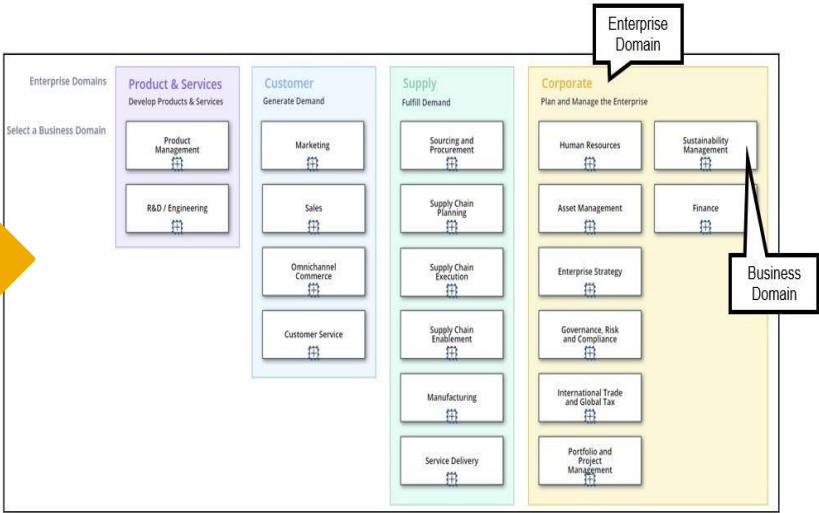 Enterprise
Domain
Enterprise Domains
Product & Services
Develop Products & Services
Customer
Generate Demand
Supply
Fulfill Demand
Corporate
Plan and Manage the Enterprise
Select a Business Domain
Product
Management
R&D / Engineering
Marketing
Sales
Omnichannel
Commerce
Customer Service
Sourcing and
Procurement
Supply Chain
Planning
Supply Chain
Execution
Supply Chain
Enablement
Manufacturing
Service Delivery
Human Resources
Asset Management
Enterprise Strategy
Governance, Risk
and Compliance
International Trade
and Global Tax
Portfolio and
Project
Management
Sustainability
Management
Finance
Business
Domain